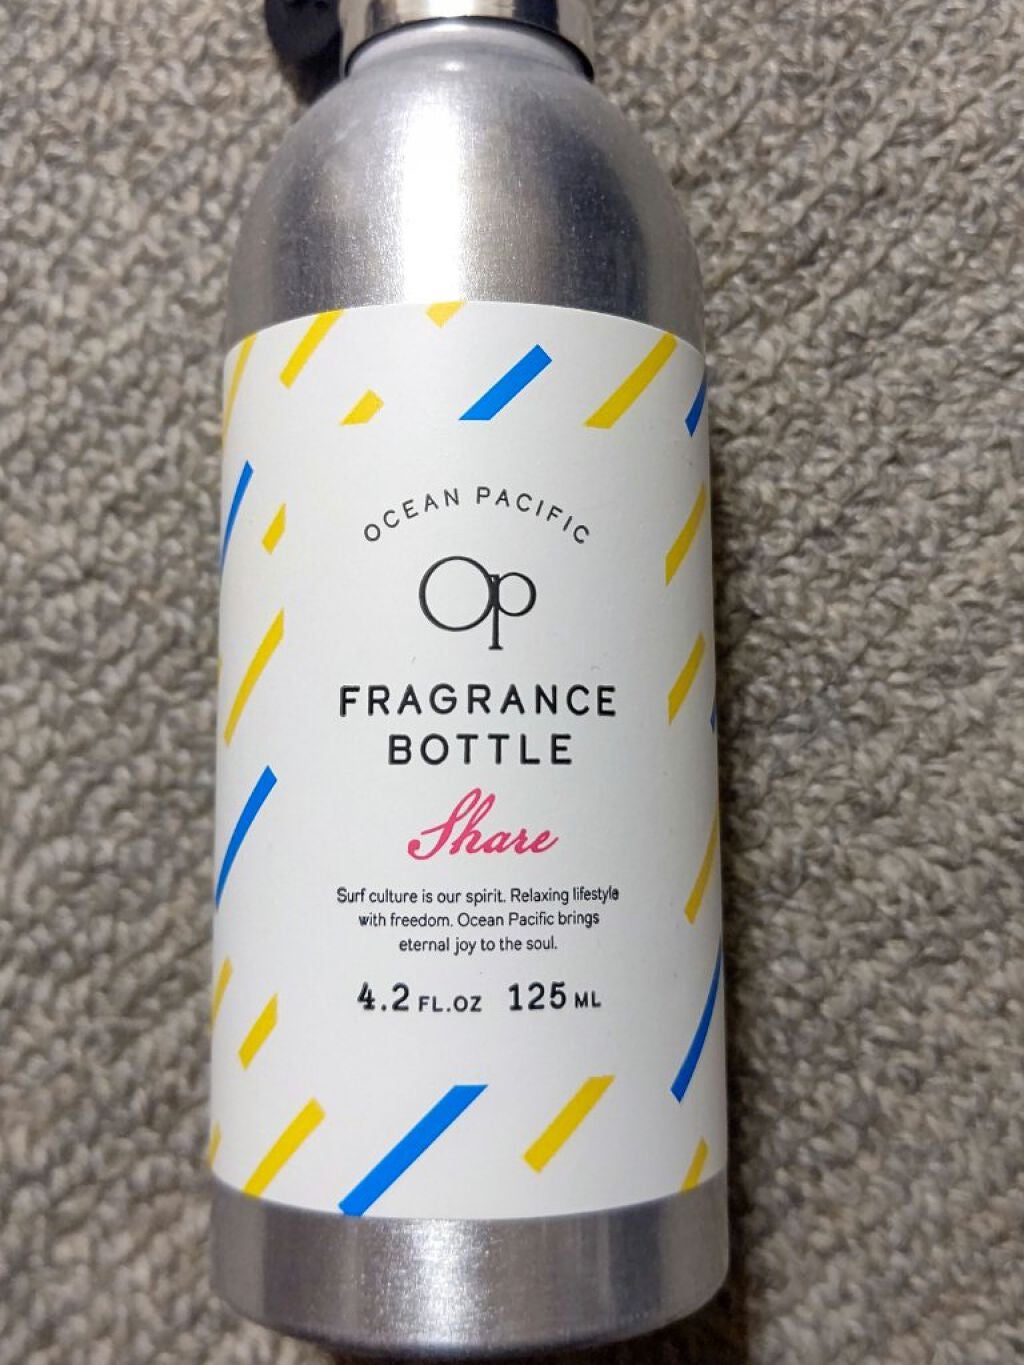 OCEAN PACIFIC
Op
FRAGRANCE
BOTTLE
Share
Surf culture is our spirit. Relaxing lifestyle
with freedom. Ocean Pacific brings
eternal joy to the soul.
4.2 FL.OZ 125 ML